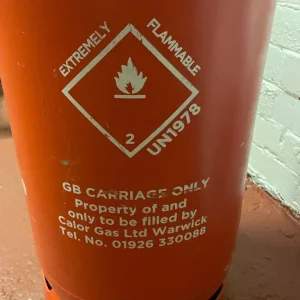 EXTREMELY
FLAMMABLE
2
UN1978
GB CARRIAGE ONLY
Property of and
only to be filled by
Calor Gas Ltd Warwick
Tel. No. 01926 330088